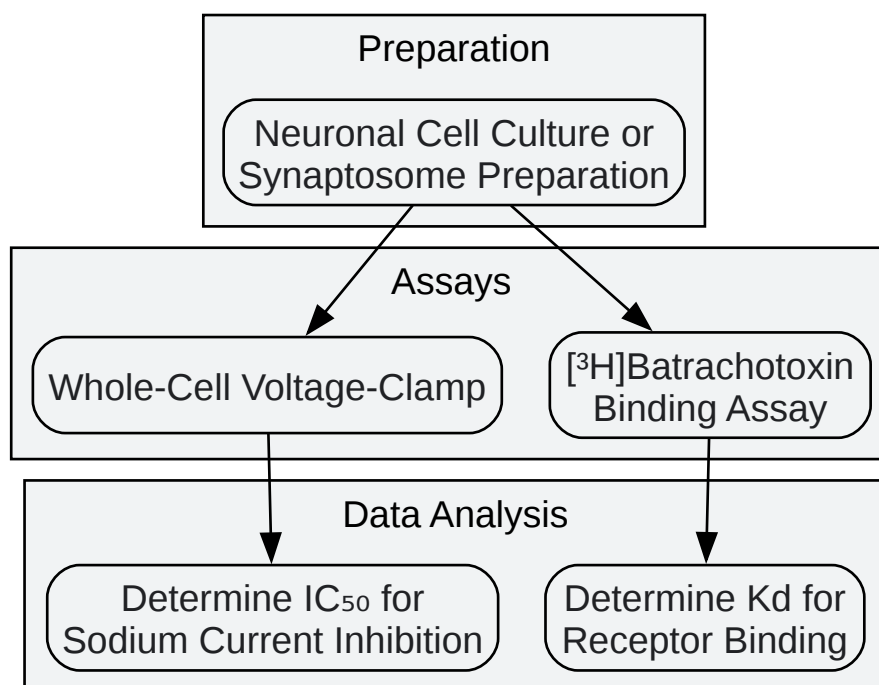 Preparation
Neuronal Cell Culture or
Synaptosome Preparation
Assays
Whole-Cell Voltage-Clamp
[³H]Batrachotoxin
Binding Assay
Data Analysis
Determine IC₅₀ for
Sodium Current Inhibition
Determine Kd for
Receptor Binding